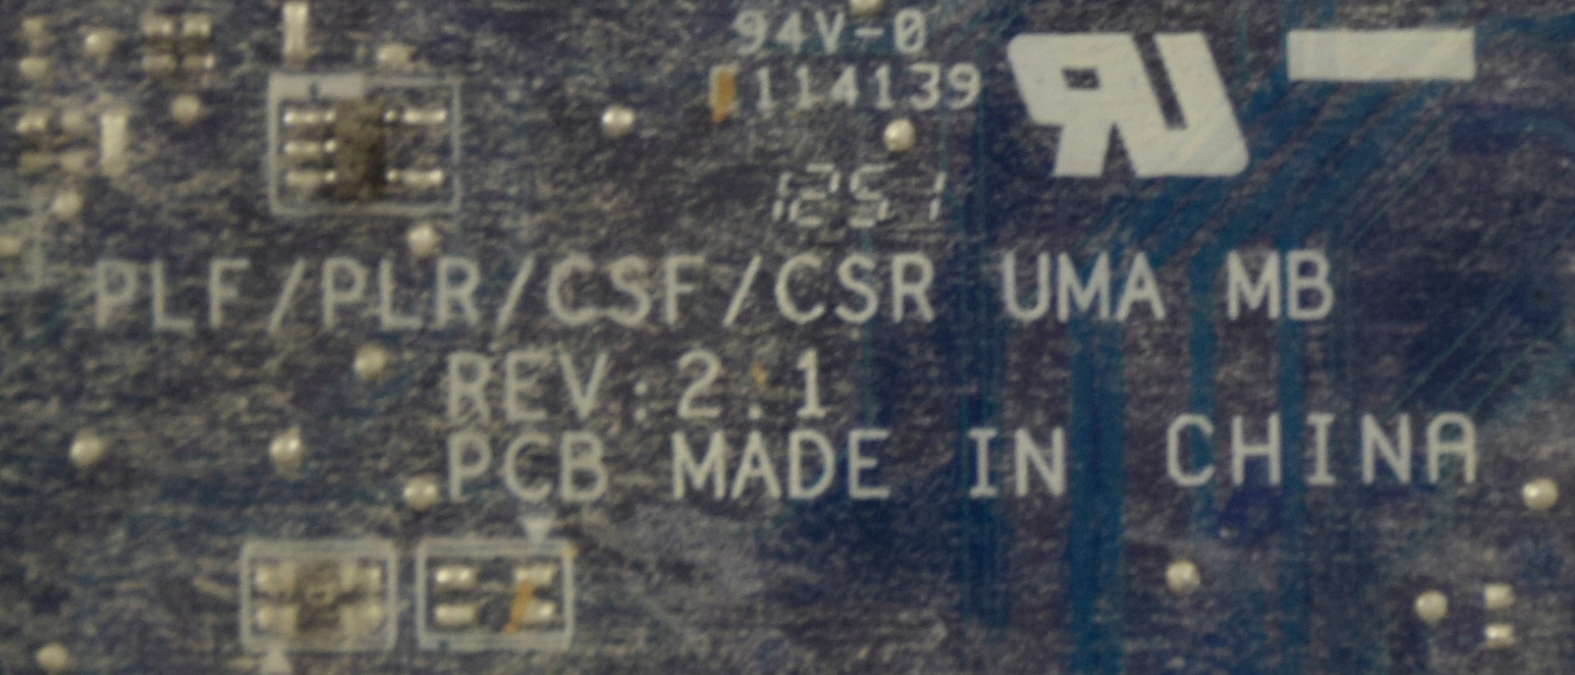 94V-0
114139
1251
PLF/PLR/CSF/CSR UMA MB
REV:2.1
PCB MADE IN CHINA